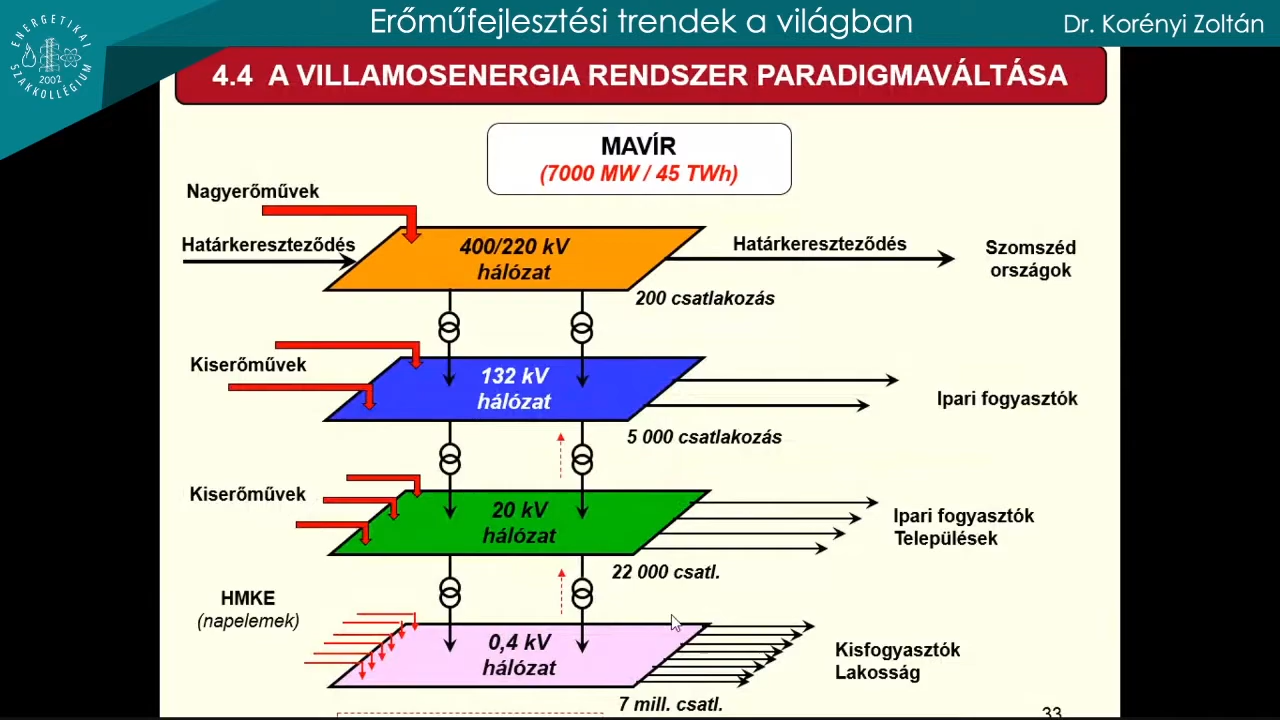 Erőműfejlesztési trendek a világban
Dr. Korényi Zoltán
ENERGETIKAI
SZAKKOLLÉGIUM
2002
4.4 A VILLAMOSENERGIA RENDSZER PARADIGMAVÁLTÁSA
MAVÍR
(7000 MW / 45 TWh)
Nagyerőművek
Határkereszteződés
400/220 kV
hálózat
Határkereszteződés
Szomszéd
országok
200 csatlakozás
Kiserőművek
132 kV
hálózat
Ipari fogyasztók
5 000 csatlakozás
Kiserőművek
20 kV
hálózat
Ipari fogyasztók
Települések
22 000 csatl.
HMKE
(napelemek)
0,4 kV
hálózat
Kisfogyasztók
Lakosság
7 mill. csatl.
33